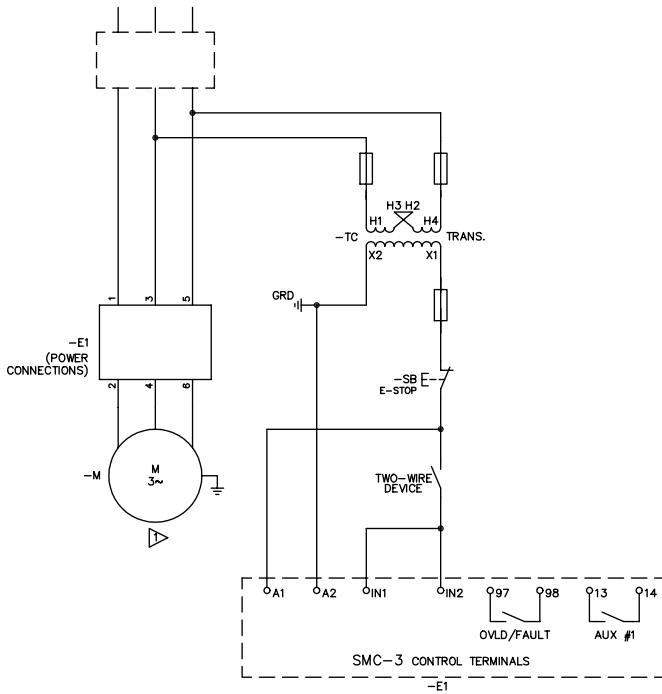 H3 H2
H1
H4
-TC
TRANS.
X2
X1
GRD
1
3
5
-E1
(POWER
CONNECTIONS)
2
4
6
-SB
E-STOP
-M
M
3~
TWO-WIRE
DEVICE
1
A1
A2
IN1
IN2
97
98
13
14
OVLD/FAULT
AUX #1
SMC-3 CONTROL TERMINALS
-E1